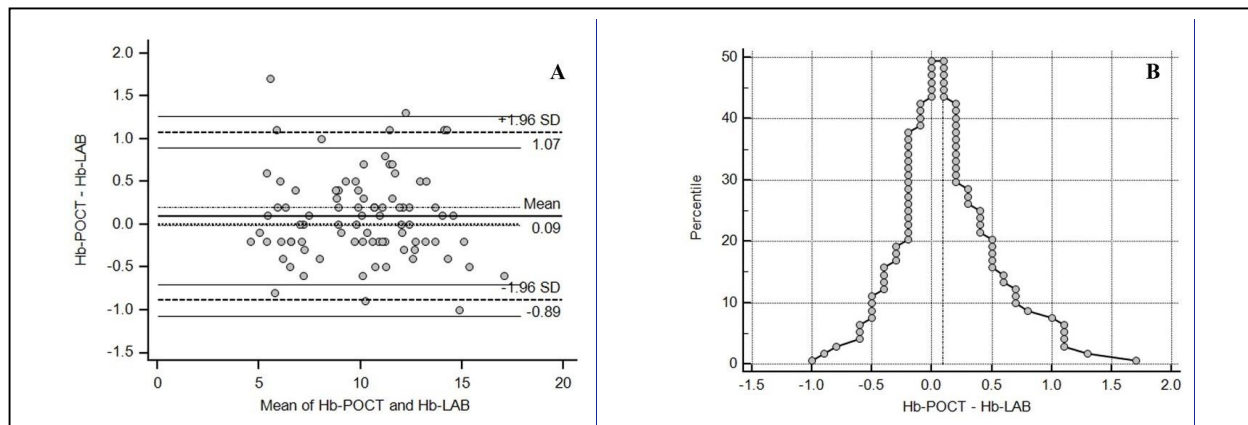 A
2.0
1.5
1.0
0.5
0.0
-0.5
-1.0
-1.5
Hb-POCT - Hb-LAB
+1.96 SD
1.07
Mean
0.09
-1.96 SD
-0.89
0 5 10 15 20
Mean of Hb-POCT and Hb-LAB
B
50
40
30
20
10
0
Percentile
-1.5 -1.0 -0.5 0.0 0.5 1.0 1.5 2.0
Hb-POCT - Hb-LAB